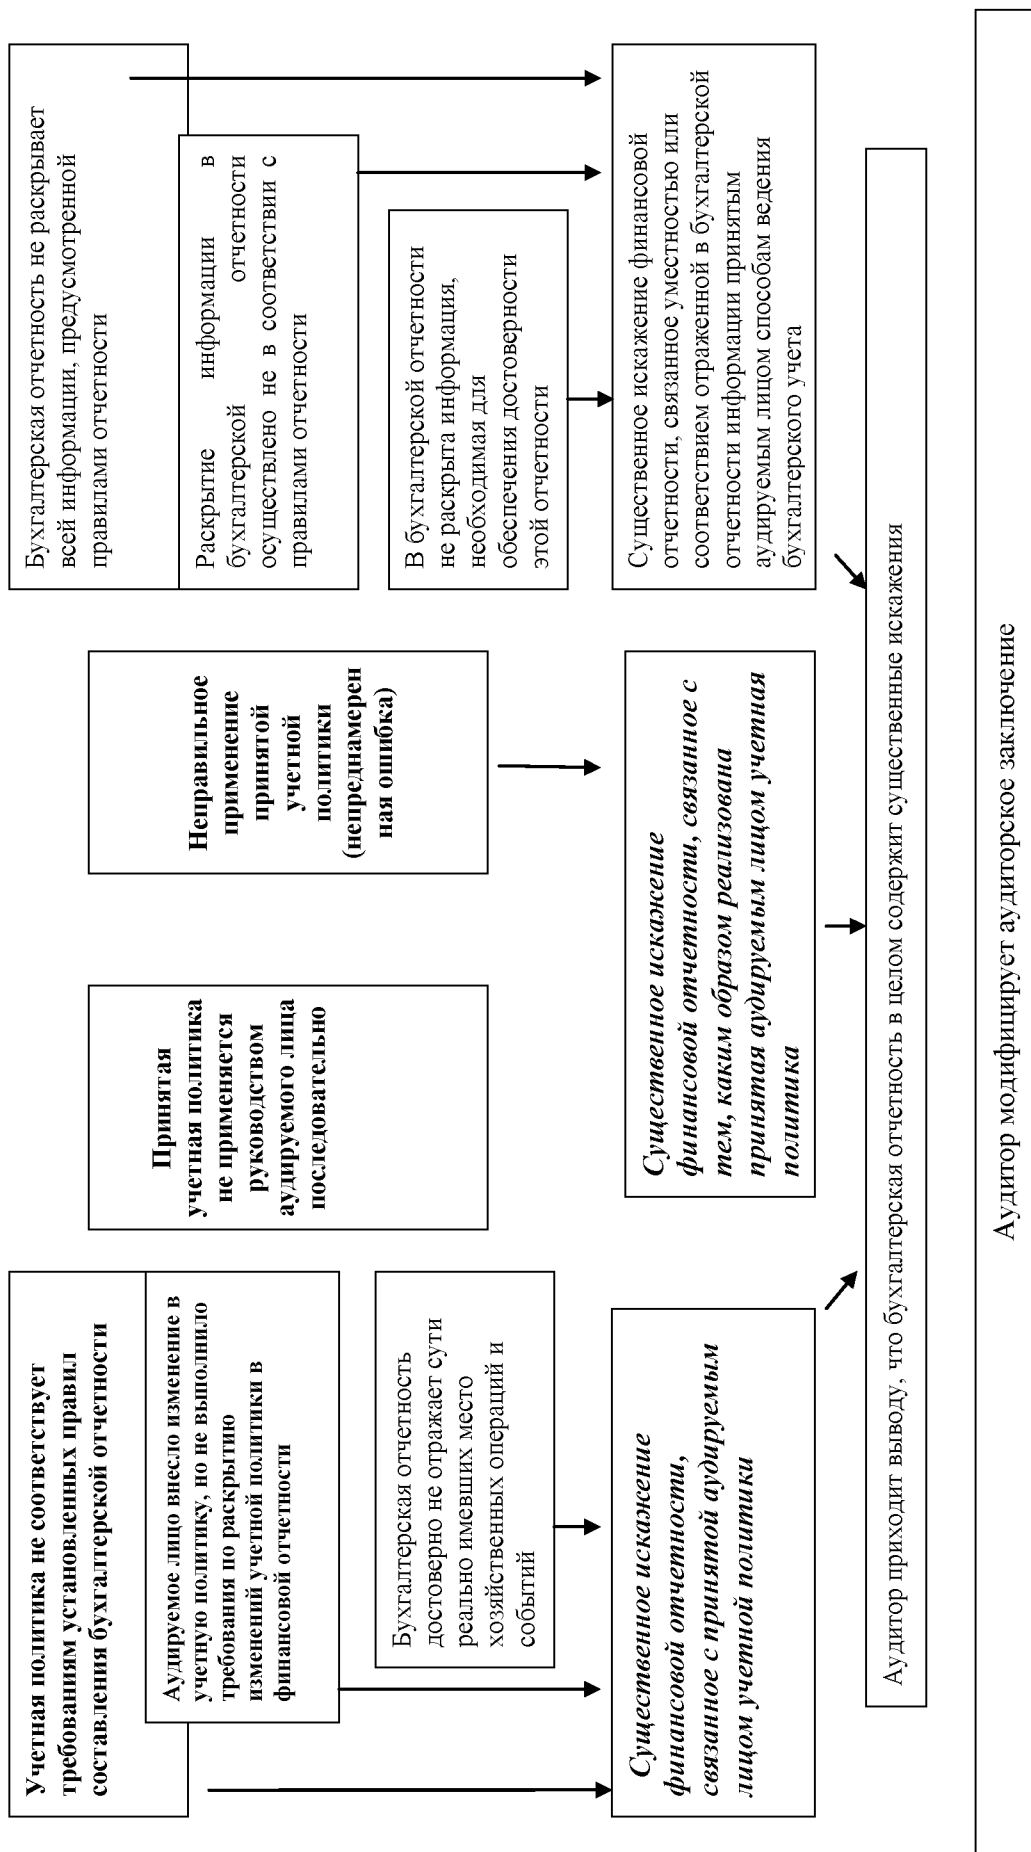 Учетная политика не соответствует
требованиям установленных правил
составления бухгалтерской отчетности
Аудируемое лицо внесло изменение в
учетную политику, но не выполнило
требования по раскрытию
изменений учетной политики в
финансовой отчетности
Бухгалтерская отчетность
достоверно не отражает сути
реально имевших место
хозяйственных операций и
событий
Существенное искажение
финансовой отчетности,
связанное с принятой аудируемым
лицом учетной политики
Принятая
учетная политика
не применяется
руководством
аудируемого лица
последовательно
Неправильное
применение
принятой
учетной
политики
(непреднамерен
ная ошибка)
Существенное искажение
финансовой отчетности, связанное с
тем, каким образом реализована
принятая аудируемым лицом учетная
политика
Бухгалтерская отчетность не раскрывает
всей информации, предусмотренной
правилами отчетности
Раскрытие информации в
бухгалтерской отчетности
осуществлено не в соответствии с
правилами отчетности
В бухгалтерской отчетности
не раскрыта информация,
необходимая для
обеспечения достоверности
этой отчетности
Существенное искажение финансовой
отчетности, связанное уместностью или
соответствием отраженной в бухгалтерской
отчетности информации принятым
аудируемым лицом способам ведения
бухгалтерского учета
Аудитор приходит выводу, что бухгалтерская отчетность в целом содержит существенные искажения
Аудитор модифицирует аудиторское заключение